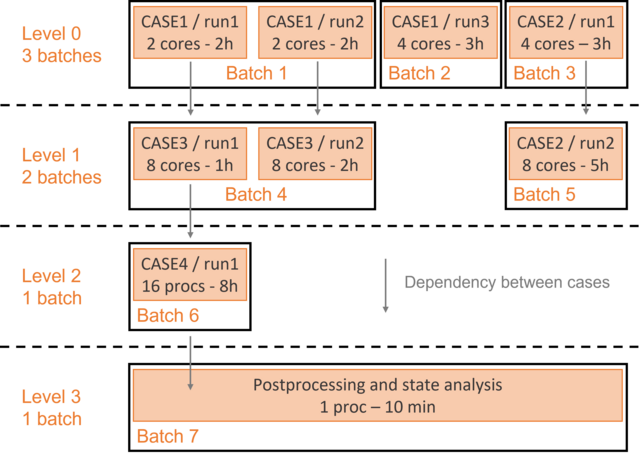 Level 0
3 batches
CASE1 / run1
2 cores - 2h
CASE1 / run2
2 cores - 2h
Batch 1
CASE1 / run3
4 cores - 3h
Batch 2
CASE2 / run1
4 cores – 3h
Batch 3
Level 1
2 batches
CASE3 / run1
8 cores - 1h
CASE3 / run2
8 cores - 2h
Batch 4
CASE2 / run2
8 cores - 5h
Batch 5
Level 2
1 batch
CASE4 / run1
16 procs - 8h
Batch 6
Dependency between cases
Level 3
1 batch
Postprocessing and state analysis
1 proc – 10 min
Batch 7